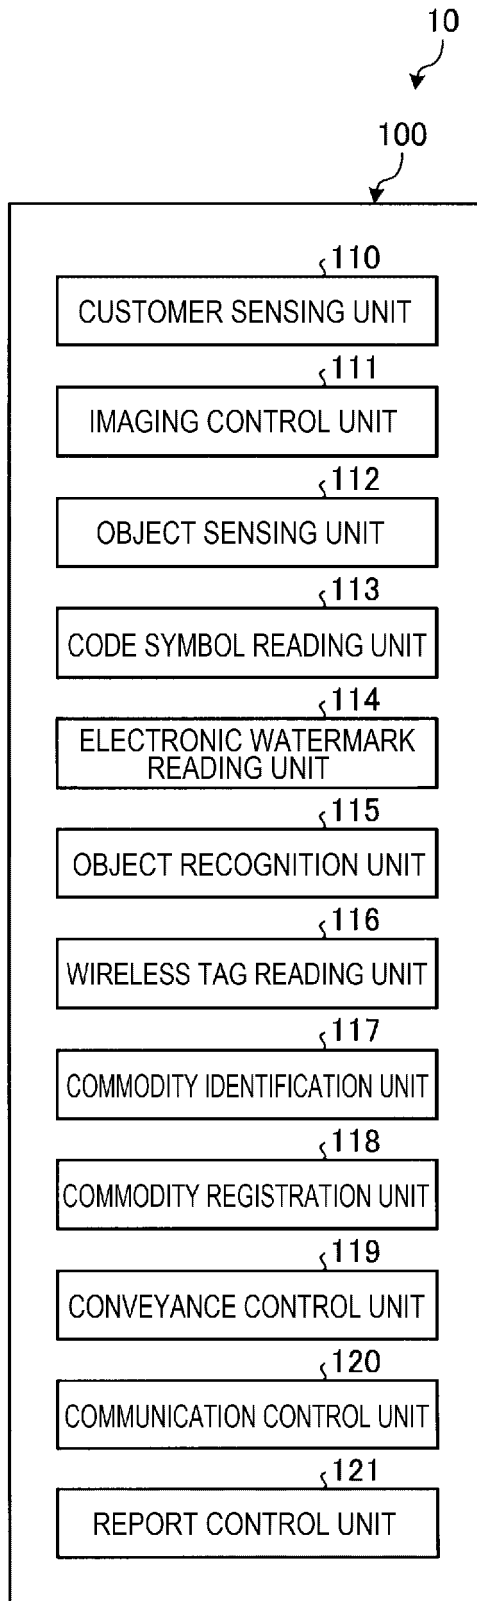 10
100
110
CUSTOMER SENSING UNIT
111
IMAGING CONTROL UNIT
112
OBJECT SENSING UNIT
113
CODE SYMBOL READING UNIT
114
ELECTRONIC WATERMARK
READING UNIT
115
OBJECT RECOGNITION UNIT
116
WIRELESS TAG READING UNIT
117
COMMODITY IDENTIFICATION UNIT
118
COMMODITY REGISTRATION UNIT
119
CONVEYANCE CONTROL UNIT
120
COMMUNICATION CONTROL UNIT
121
REPORT CONTROL UNIT